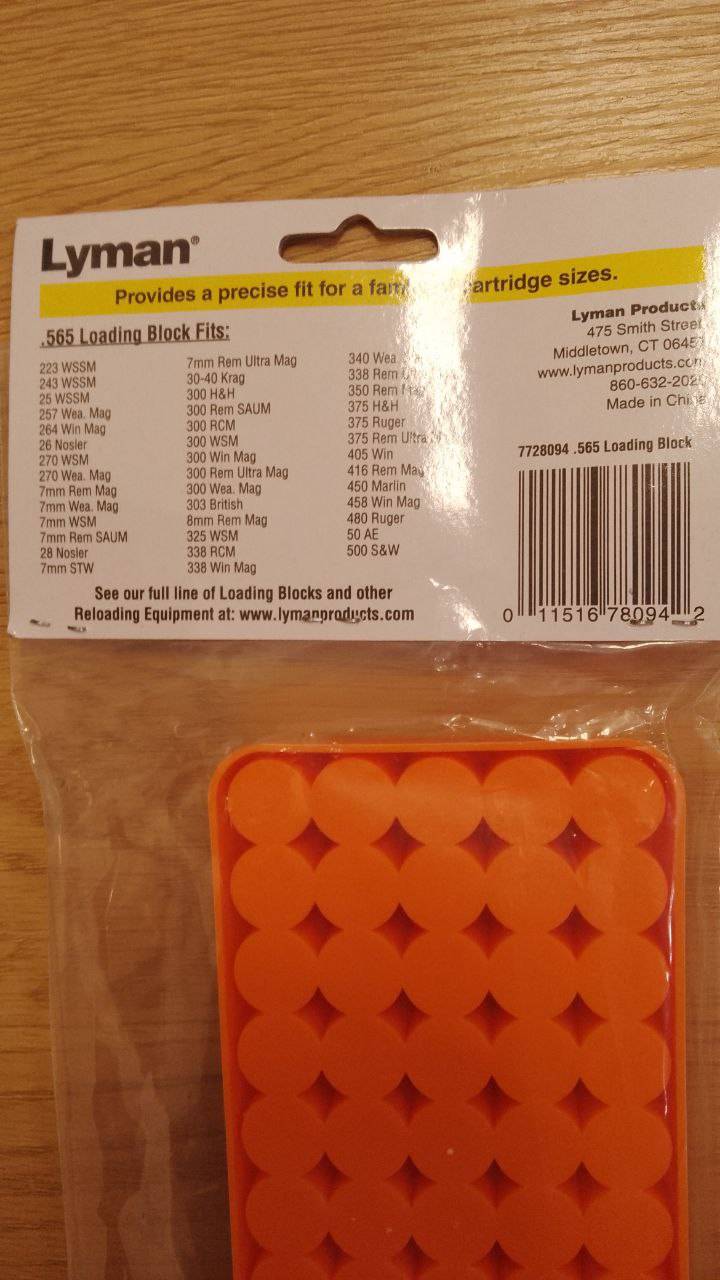 Lyman®
Provides a precise fit for a cartridge sizes.
.565 Loading Block Fits:
223 WSSM
243 WSSM
25 WSSM
257 Wea. Mag
264 Win Mag
26 Nosler
270 WSM
270 Wea. Mag
7mm Rem Mag
7mm Wea. Mag
7mm WSM
7mm Rem SAUM
28 Nosler
7mm STW
7mm Rem Ultra Mag
30-40 Krag
300 H&H
300 Rem SAUM
300 RCM
300 WSM
300 Win Mag
300 Rem Ultra Mag
300 Wea. Mag
303 British
8mm Rem Mag
325 WSM
338 RCM
338 Win Mag
340 Wea.
338 Rem
350 Rem
375 H&H
375 Ruger
375 Rem Ultra
405 Win
416 Rem Mag
450 Marlin
458 Win Mag
480 Ruger
50 AE
500 S&W
See our full line of Loading Blocks and other
Reloading Equipment at: www.lymanproducts.com
Lyman Products
475 Smith Street
Middletown, CT
www.lymanproducts.com
860-632-
Made in China
7728094 .565 Loading Block
0 11516 78094 2